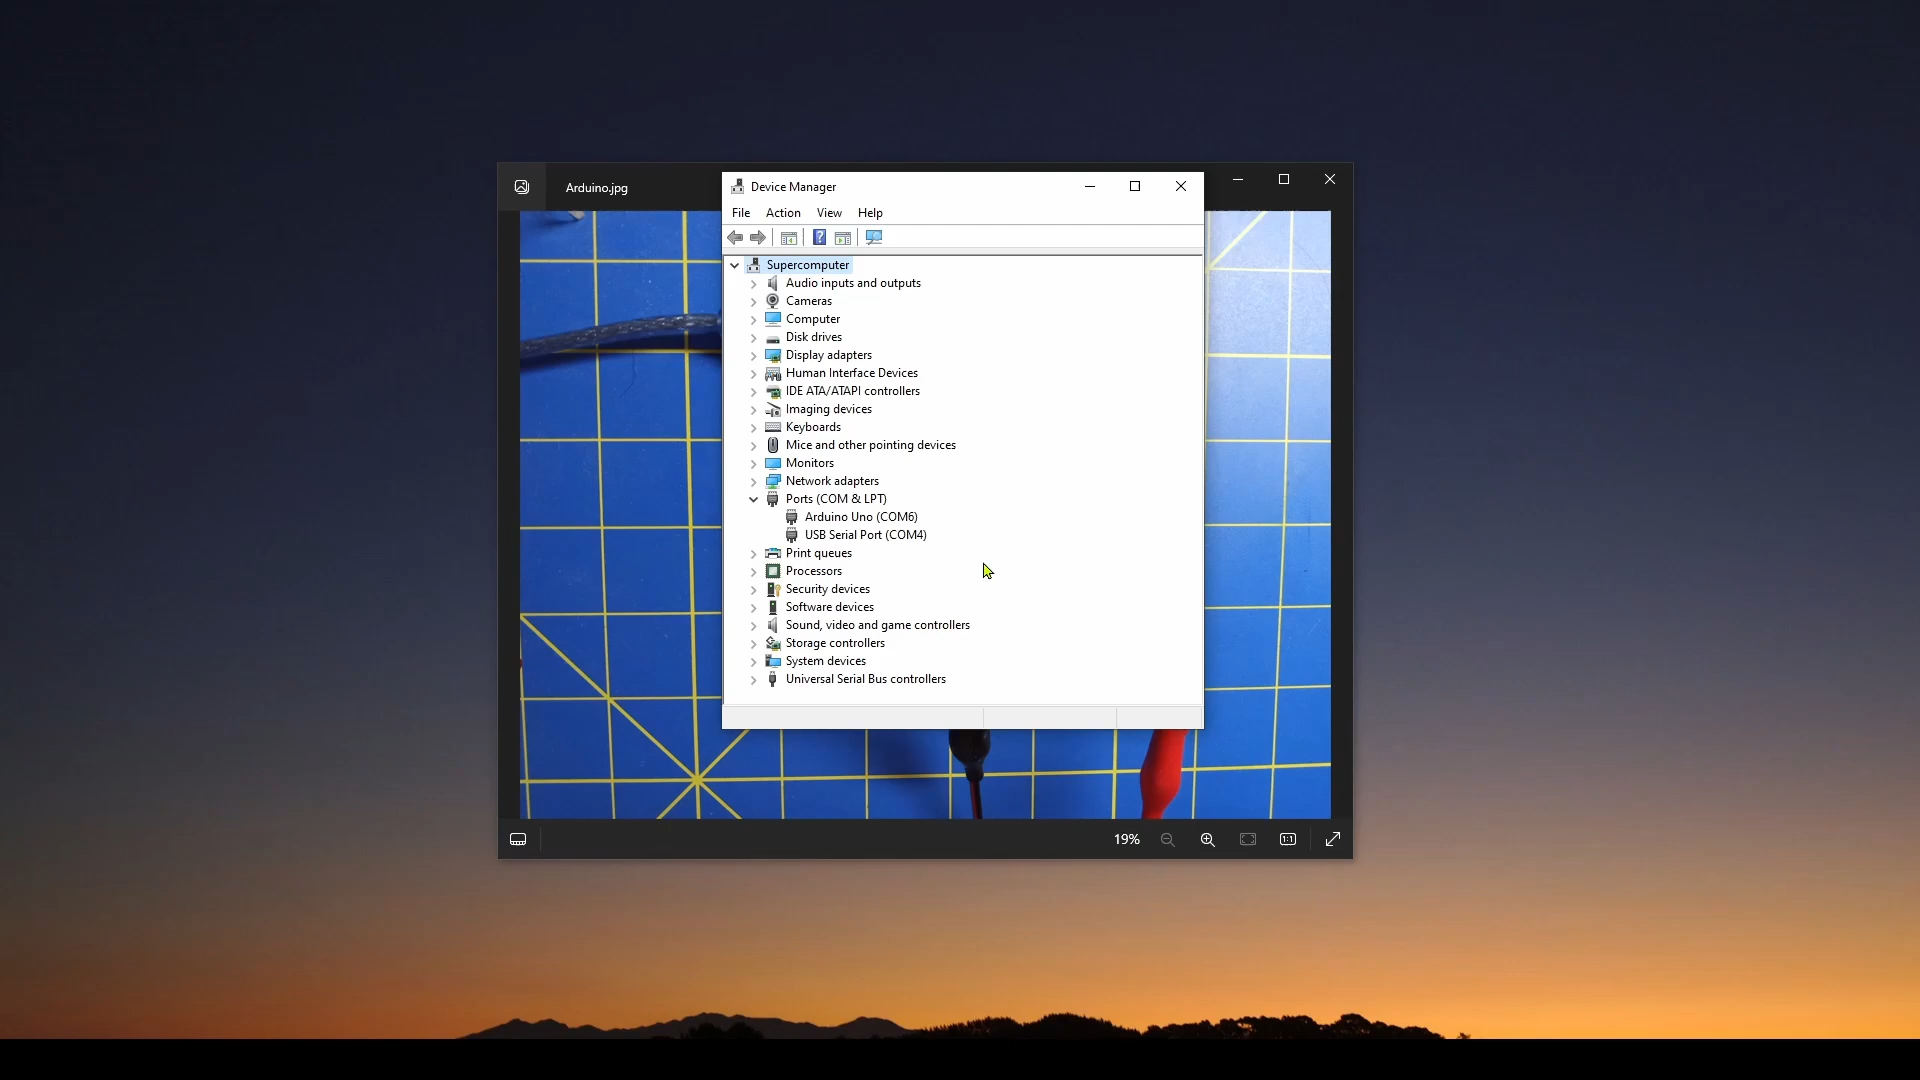 Arduino.jpg
Device Manager
File Action View Help
Supercomputer
Audio inputs and outputs
Cameras
Computer
Disk drives
Display adapters
Human Interface Devices
IDE ATA/ATAPI controllers
Imaging devices
Keyboards
Mice and other pointing devices
Monitors
Network adapters
Ports (COM & LPT)
Arduino Uno (COM6)
USB Serial Port (COM4)
Print queues
Processors
Security devices
Software devices
Sound, video and game controllers
Storage controllers
System devices
Universal Serial Bus controllers
19% 1:1